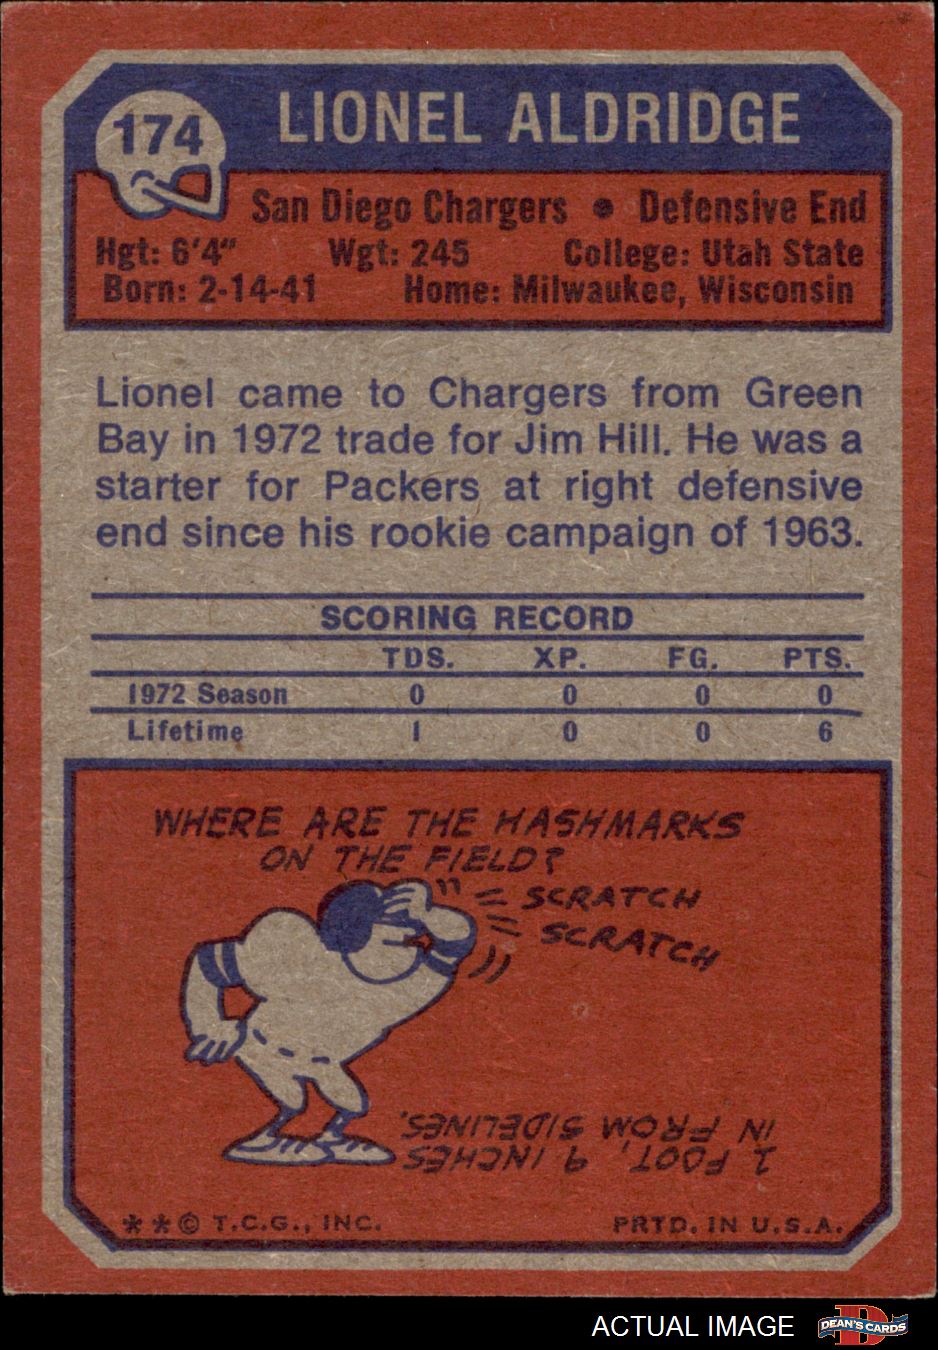 174
LIONEL ALDRIDGE
San Diego Chargers • Defensive End
Hgt: 6'4" Wgt: 245 College: Utah State
Born: 2-14-41 Home: Milwaukee, Wisconsin
Lionel came to Chargers from Green
Bay in 1972 trade for Jim Hill. He was a
starter for Packers at right defensive
end since his rookie campaign of 1963.
SCORING RECORD
TDS. XP. FG. PTS.
1972 Season 0 0 0 0
Lifetime 1 0 0 6
WHERE ARE THE HASHMARKS
ON THE FIELD?
SCRATCH
SCRATCH
1 FOOT, 9 INCHES
IN FROM SIDELINES.
**© T.C.G., INC. PRTD. IN U.S.A.
ACTUAL IMAGE
D
DEAN'S CARDS